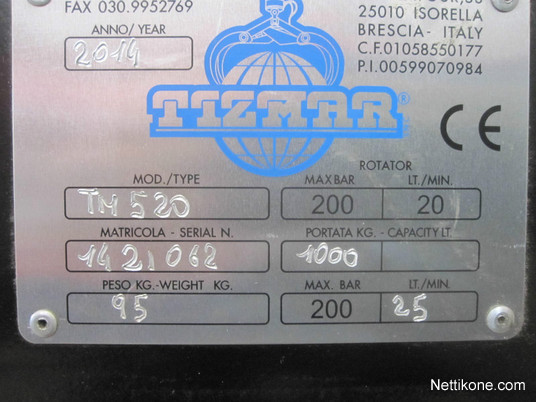 FAX 030.9952769
25010 ISORELLA
BRESCIA- ITALY
C.F.01058550177
P.I.00599070984
ANNO/ YEAR
2014
TIZMAR®
CE
ROTATOR
MOD./TYPE MAX BAR LT./MIN.
TM 520 200 20
MATRICOLA - SERIAL N. PORTATA KG. - CAPACITY LT.
142.062 1000
PESO KG.-WEIGHT KG. MAX. BAR LT./MIN.
95 200 25
Nettikone.com